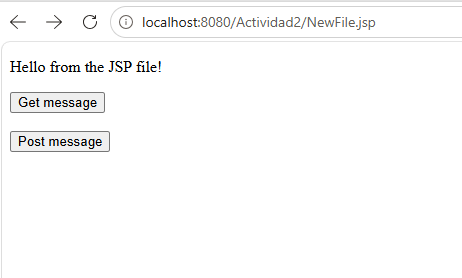 localhost:8080/Actividad2/NewFile.jsp
Hello from the JSP file!
Get message
Post message